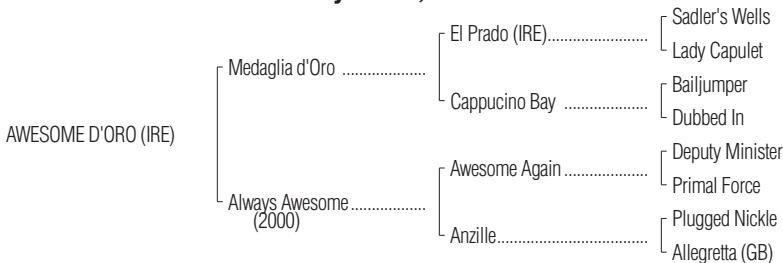 Sadler's Wells
El Prado (IRE)......................
Lady Capulet
Medaglia d'Oro ....................
Bailjumper
Cappucino Bay ..................
Dubbed In
AWESOME D'ORO (IRE)
Deputy Minister
Awesome Again ..................
Primal Force
Always Awesome..................
(2000)
Plugged Nickle
Anzille.................................
Allegretta (GB)